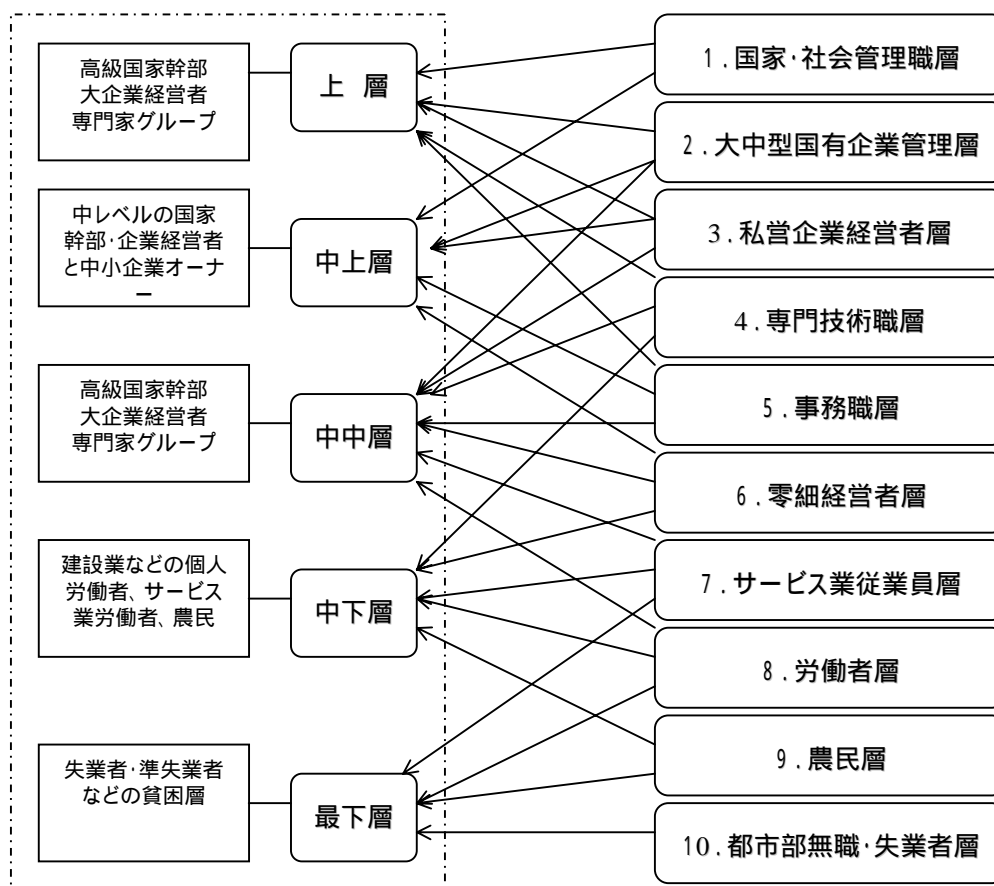 高級国家幹部
大企業経営者
専門家グループ
上 層
中レベルの国家
幹部・企業経営者
と中小企業オーナ
ー
中上層
高級国家幹部
大企業経営者
専門家グループ
中中層
建設業などの個人
労働者、サービス
業労働者、農民
中下層
失業者・準失業者
などの貧困層
最下層
1.国家・社会管理職層
2.大中型国有企業管理層
3.私営企業経営者層
4.専門技術職層
5.事務職層
6.零細経営者層
7.サービス業従業員層
8.労働者層
9.農民層
10.都市部無職・失業者層